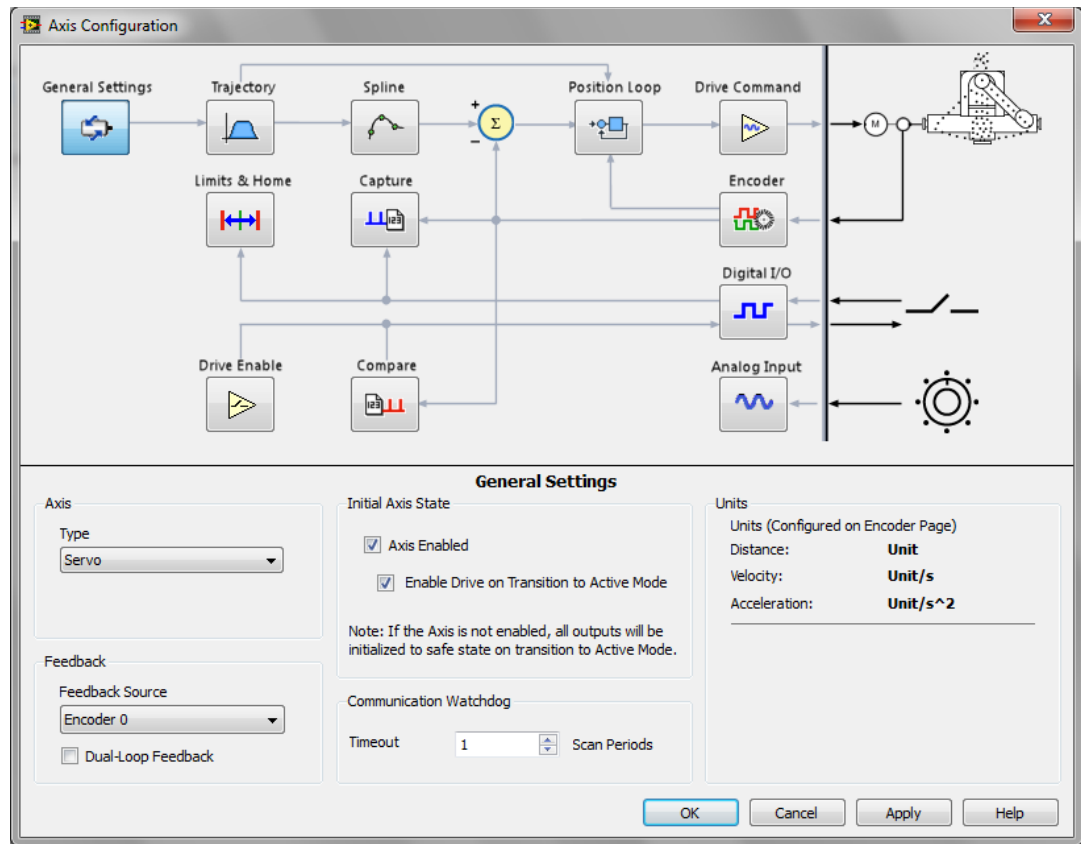 Axis Configuration
General Settings
Trajectory
Spline
Position Loop
Drive Command
+
Σ
−
M
Limits & Home
Capture
Encoder
123
Digital I/O
Drive Enable
Compare
Analog Input
123
General Settings
Axis
Type
Servo
Feedback
Feedback Source
Encoder 0
Dual-Loop Feedback
Initial Axis State
Axis Enabled
Enable Drive on Transition to Active Mode
Note: If the Axis is not enabled, all outputs will be
initialized to safe state on transition to Active Mode.
Communication Watchdog
Timeout 1 Scan Periods
Units
Units (Configured on Encoder Page)
Distance: Unit
Velocity: Unit/s
Acceleration: Unit/s^2
OK Cancel Apply Help